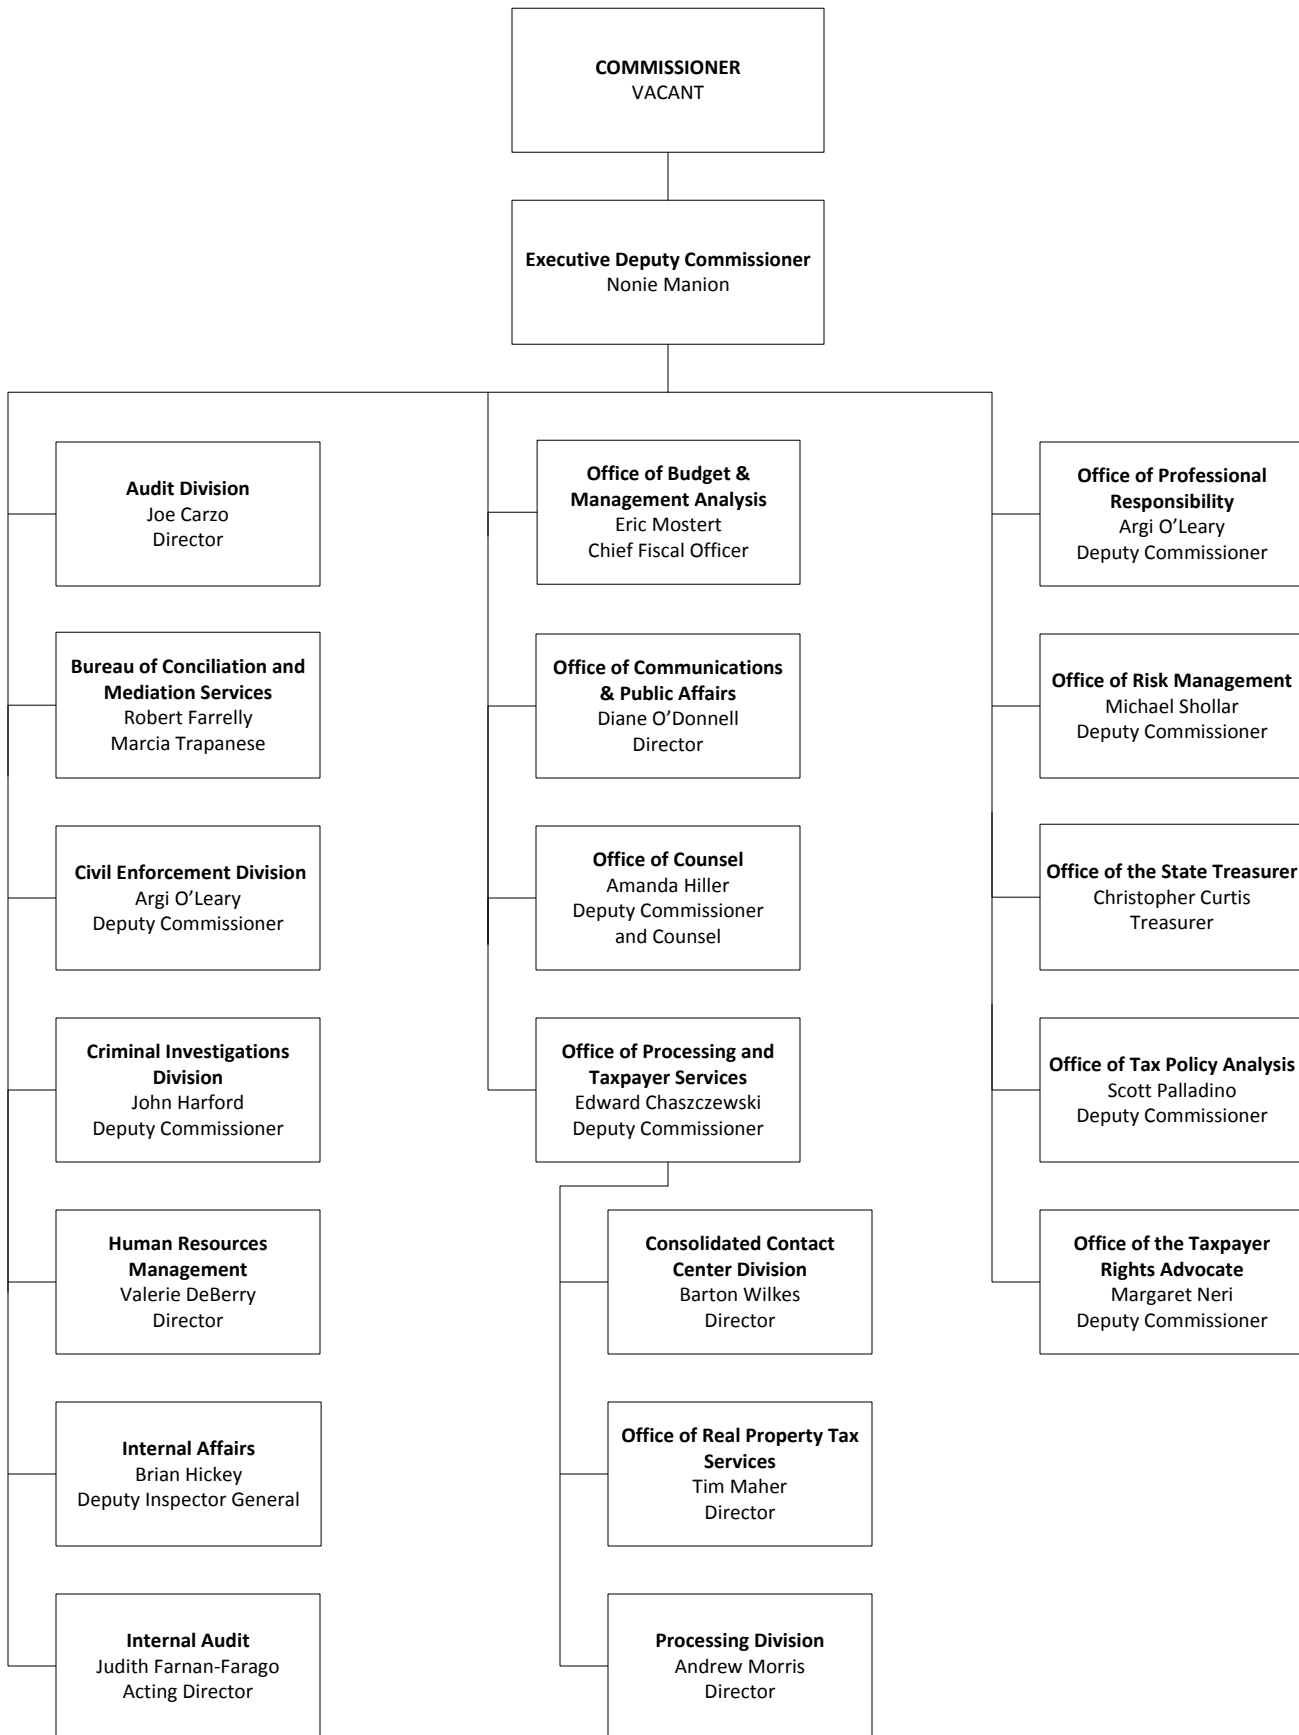 COMMISSIONER
VACANT
Executive Deputy Commissioner
Nonie Manion
Audit Division
Joe Carzo
Director
Bureau of Conciliation and
Mediation Services
Robert Farrelly
Marcia Trapanese
Civil Enforcement Division
Argi O’Leary
Deputy Commissioner
Criminal Investigations
Division
John Harford
Deputy Commissioner
Human Resources
Management
Valerie DeBerry
Director
Internal Affairs
Brian Hickey
Deputy Inspector General
Internal Audit
Judith Farnan-Farago
Acting Director
Office of Budget &
Management Analysis
Eric Mostert
Chief Fiscal Officer
Office of Communications
& Public Affairs
Diane O’Donnell
Director
Office of Counsel
Amanda Hiller
Deputy Commissioner
and Counsel
Office of Processing and
Taxpayer Services
Edward Chaszczewski
Deputy Commissioner
Consolidated Contact
Center Division
Barton Wilkes
Director
Office of Real Property Tax
Services
Tim Maher
Director
Processing Division
Andrew Morris
Director
Office of Professional
Responsibility
Argi O’Leary
Deputy Commissioner
Office of Risk Management
Michael Shollar
Deputy Commissioner
Office of the State Treasurer
Christopher Curtis
Treasurer
Office of Tax Policy Analysis
Scott Palladino
Deputy Commissioner
Office of the Taxpayer
Rights Advocate
Margaret Neri
Deputy Commissioner